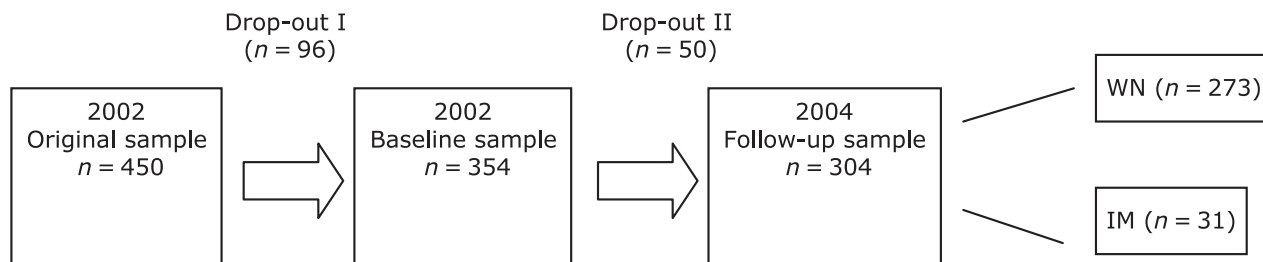 Drop-out I
(n = 96)
Drop-out II
(n = 50)
2002
Original sample
n = 450
2002
Baseline sample
n = 354
2004
Follow-up sample
n = 304
WN (n = 273)
IM (n = 31)